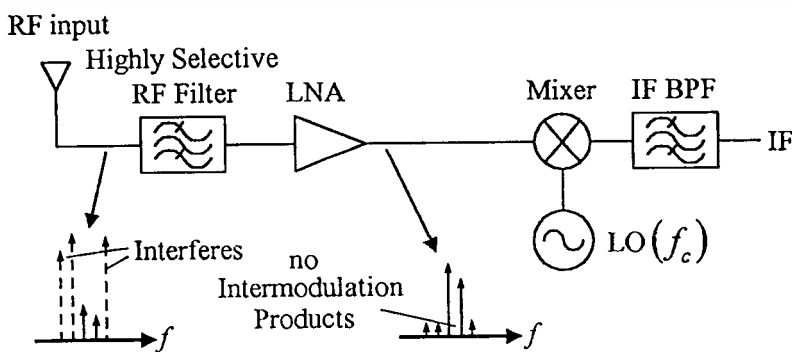 RF input
Highly Selective
RF Filter
LNA
Mixer
IF BPF
IF
LO(f_c)
Interferes
no
Intermodulation
Products
f
f